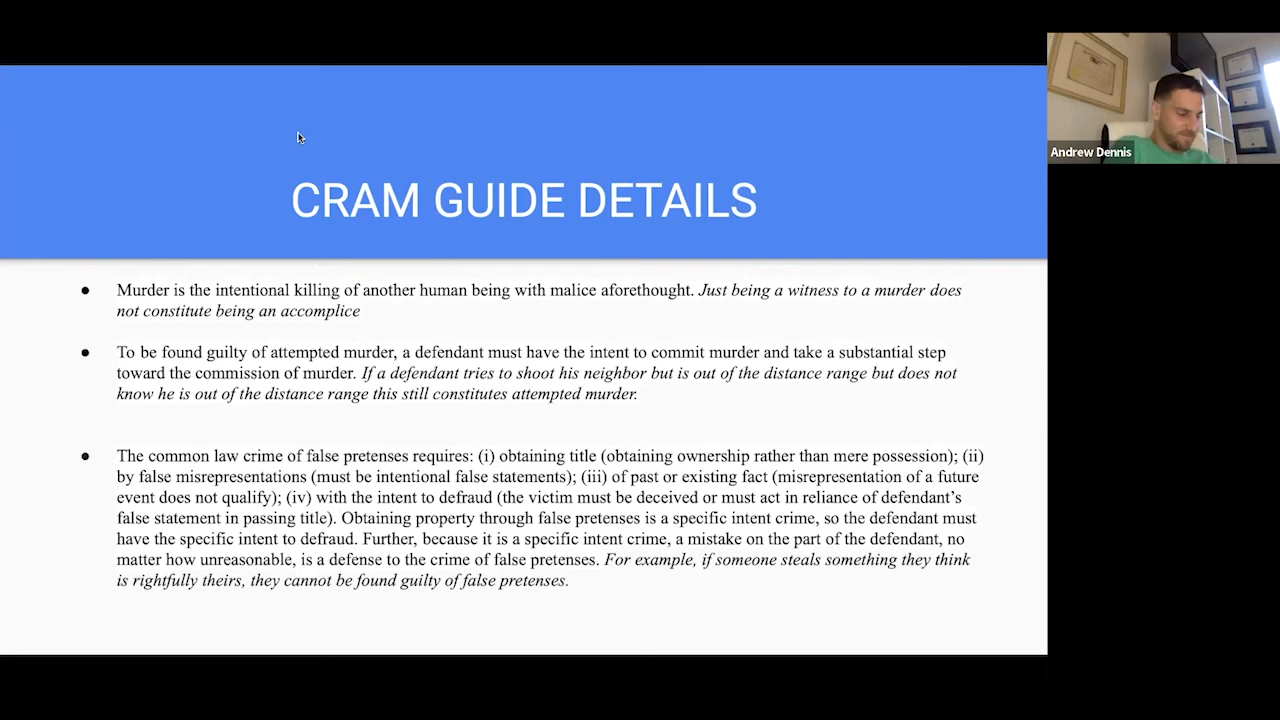 CRAM GUIDE DETAILS
● Murder is the intentional killing of another human being with malice aforethought. Just being a witness to a murder does
not constitute being an accomplice
● To be found guilty of attempted murder, a defendant must have the intent to commit murder and take a substantial step
toward the commission of murder. If a defendant tries to shoot his neighbor but is out of the distance range but does not
know he is out of the distance range this still constitutes attempted murder.
● The common law crime of false pretenses requires: (i) obtaining title (obtaining ownership rather than mere possession); (ii)
by false misrepresentations (must be intentional false statements); (iii) of past or existing fact (misrepresentation of a future
event does not qualify); (iv) with the intent to defraud (the victim must be deceived or must act in reliance of defendant’s
false statement in passing title). Obtaining property through false pretenses is a specific intent crime, so the defendant must
have the specific intent to defraud. Further, because it is a specific intent crime, a mistake on the part of the defendant, no
matter how unreasonable, is a defense to the crime of false pretenses. For example, if someone steals something they think
is rightfully theirs, they cannot be found guilty of false pretenses.
Andrew Dennis